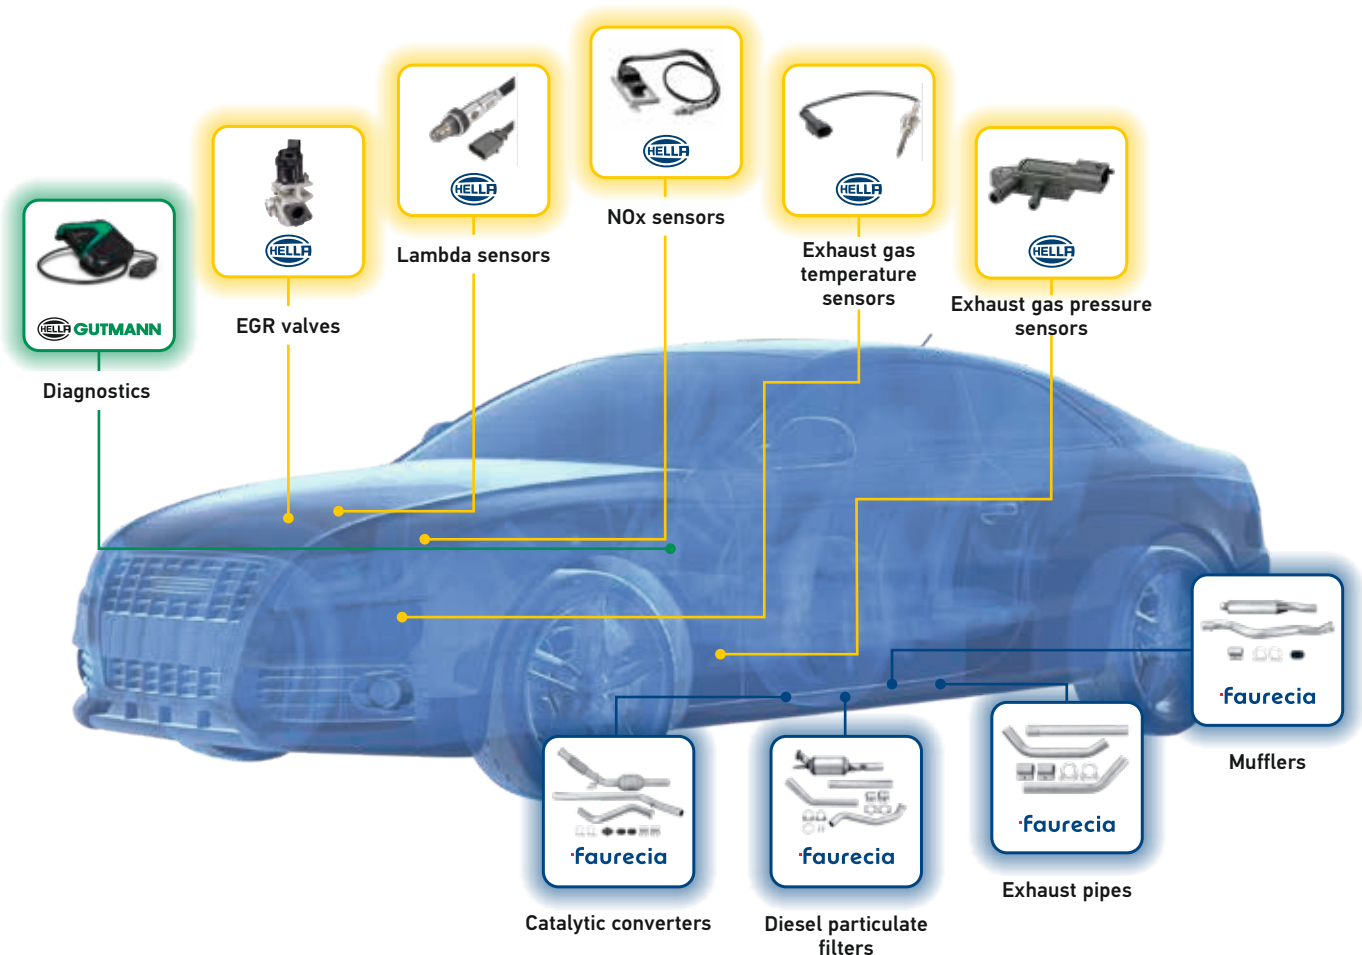 HELLA
NOx sensors
HELLA
Lambda sensors
HELLA
Exhaust gas
temperature
sensors
HELLA
EGR valves
HELLA
Exhaust gas pressure
sensors
HELLA GUTMANN
Diagnostics
faurecia
Mufflers
faurecia
Exhaust pipes
faurecia
Catalytic converters
faurecia
Diesel particulate
filters